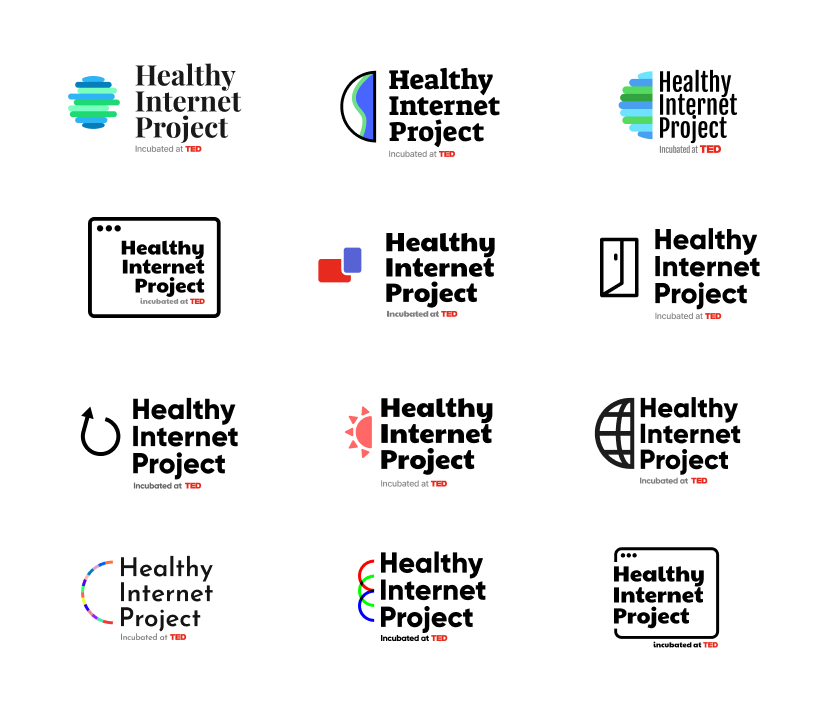 Healthy
Internet
Project
Incubated at TED
Healthy
Internet
Project
Incubated at TED
Healthy
Internet
Project
Incubated at TED
Healthy
Internet
Project
incubated at TED
Healthy
Internet
Project
Incubated at TED
Healthy
Internet
Project
Incubated at TED
Healthy
Internet
Project
Incubated at TED
Healthy
Internet
Project
Incubated at TED
Healthy
Internet
Project
Incubated at TED
Healthy
Internet
Project
Incubated at TED
Healthy
Internet
Project
Incubated at TED
Healthy
Internet
Project
incubated at TED